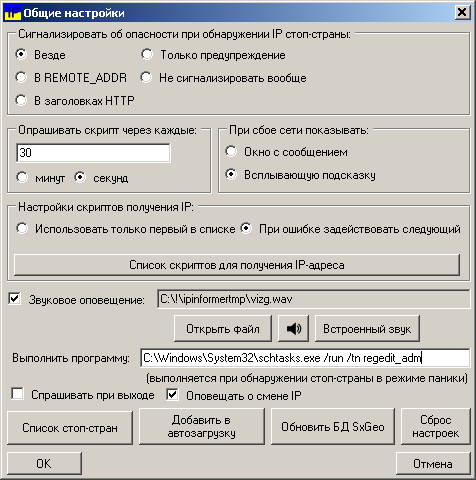 Общие настройки
Сигнализировать об опасности при обнаружении IP стоп-страны:
Везде
Только предупреждение
В REMOTE_ADDR
Не сигнализировать вообще
В заголовках HTTP
Опрашивать скрипт через каждые:
30
минут
секунд
При сбое сети показывать:
Окно с сообщением
Всплывающую подсказку
Настройки скриптов получения IP:
Использовать только первый в списке
При ошибке задействовать следующий
Список скриптов для получения IP-адреса
Звуковое оповещение:
C:\!\ipinformertmp\vizg.wav
Открыть файл
Встроенный звук
Выполнить программу:
C:\Windows\System32\schtasks.exe /run /tn regedit_adm
(выполняется при обнаружении стоп-страны в режиме паники)
Спрашивать при выходе
Оповещать о смене IP
Список стоп-стран
Добавить в
автозагрузку
Обновить БД SxGeo
Сброс
настроек
OK
Отмена